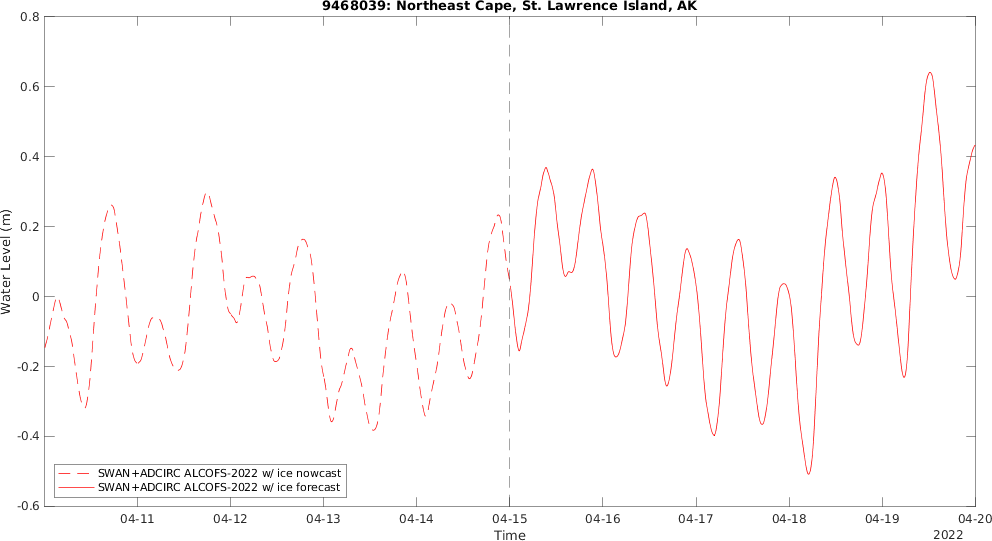 9468039: Northeast Cape, St. Lawrence Island, AK
0.8
0.6
0.4
0.2
0
-0.2
-0.4
-0.6
Water Level (m)
SWAN+ADCIRC ALCOFS-2022 w/ ice nowcast
SWAN+ADCIRC ALCOFS-2022 w/ ice forecast
04-11 04-12 04-13 04-14 04-15 04-16 04-17 04-18 04-19 04-20
Time
2022